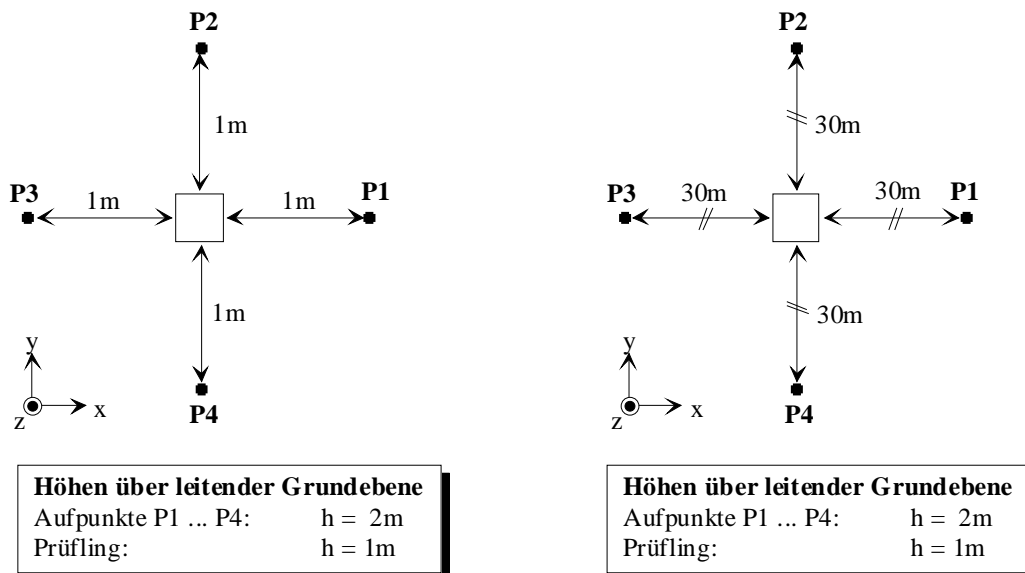 P2
1m
P3
1m
1m
P1
1m
y
z
x
P4
Höhen über leitender Grundebene
Aufpunkte P1 ... P4: h = 2m
Prüfling: h = 1m
P2
30m
P3
30m
30m
P1
30m
y
z
x
P4
Höhen über leitender Grundebene
Aufpunkte P1 ... P4: h = 2m
Prüfling: h = 1m